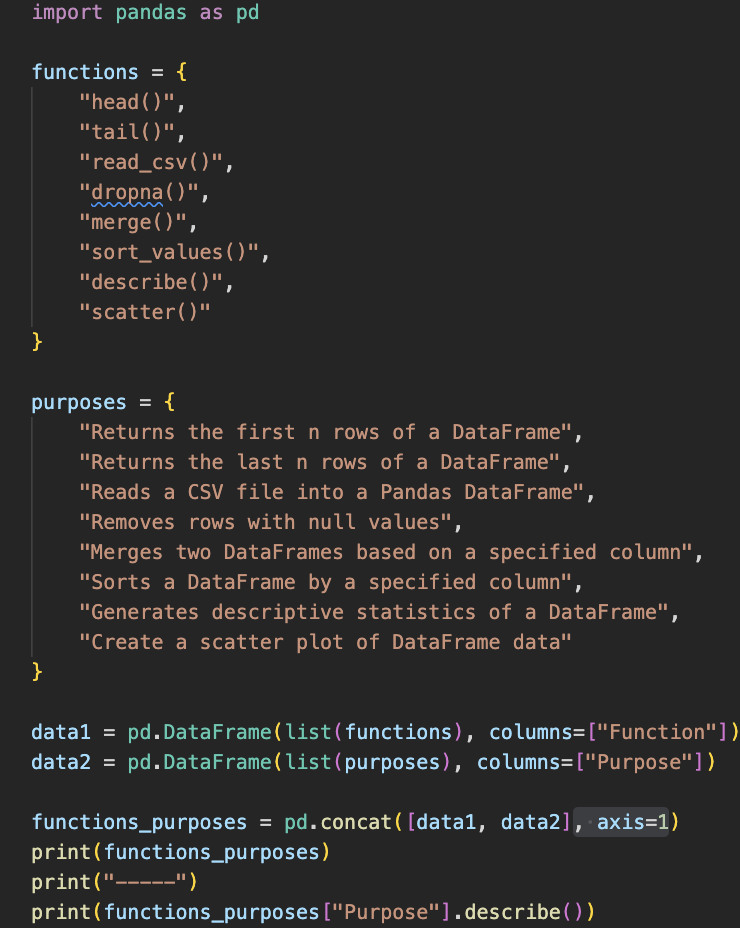 import pandas as pd
functions = {
"head()",
"tail()",
"read_csv()",
"dropna()",
"merge()",
"sort_values()",
"describe()",
"scatter()"
}
purposes = {
"Returns the first n rows of a DataFrame",
"Returns the last n rows of a DataFrame",
"Reads a CSV file into a Pandas DataFrame",
"Removes rows with null values",
"Merges two DataFrames based on a specified column",
"Sorts a DataFrame by a specified column",
"Generates descriptive statistics of a DataFrame",
"Create a scatter plot of DataFrame data"
}
data1 = pd.DataFrame(list(functions), columns=["Function"])
data2 = pd.DataFrame(list(purposes), columns=["Purpose"])
functions_purposes = pd.concat([data1, data2], axis=1)
print(functions_purposes)
print("-----")
print(functions_purposes["Purpose"].describe())